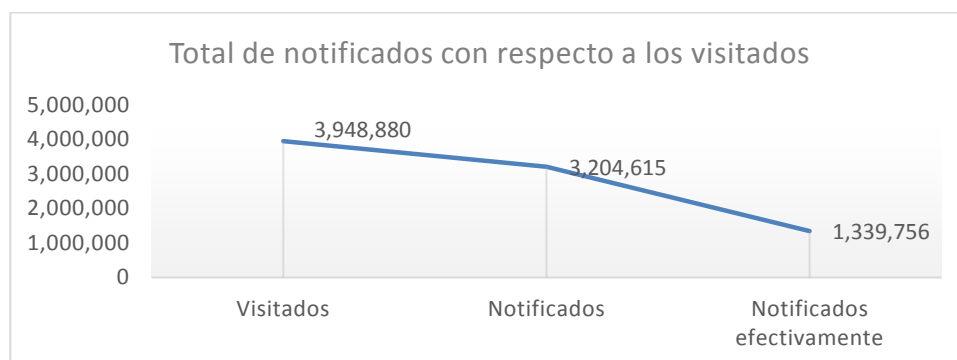 Total de notificados con respecto a los visitados
5,000,000
4,000,000
3,000,000
2,000,000
1,000,000
0
3,948,880
3,204,615
1,339,756
Visitados
Notificados
Notificados
efectivamente